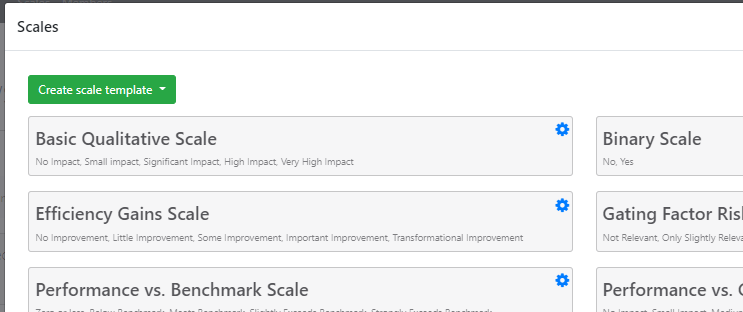 Scales
Create scale template
Basic Qualitative Scale
No Impact, Small impact, Significant Impact, High Impact, Very High Impact
Binary Scale
No, Yes
Efficiency Gains Scale
No Improvement, Little Improvement, Some Improvement, Important Improvement, Transformational Improvement
Gating Factor Ris
Not Relevant, Only Slightly Releva
Performance vs. Benchmark Scale
Zero or less, Below Benchmark, Meets Benchmark, Slightly Exceeds Benchmark, Strongly Exceeds Benchmark
Performance vs.
No Impact, Small Impact,